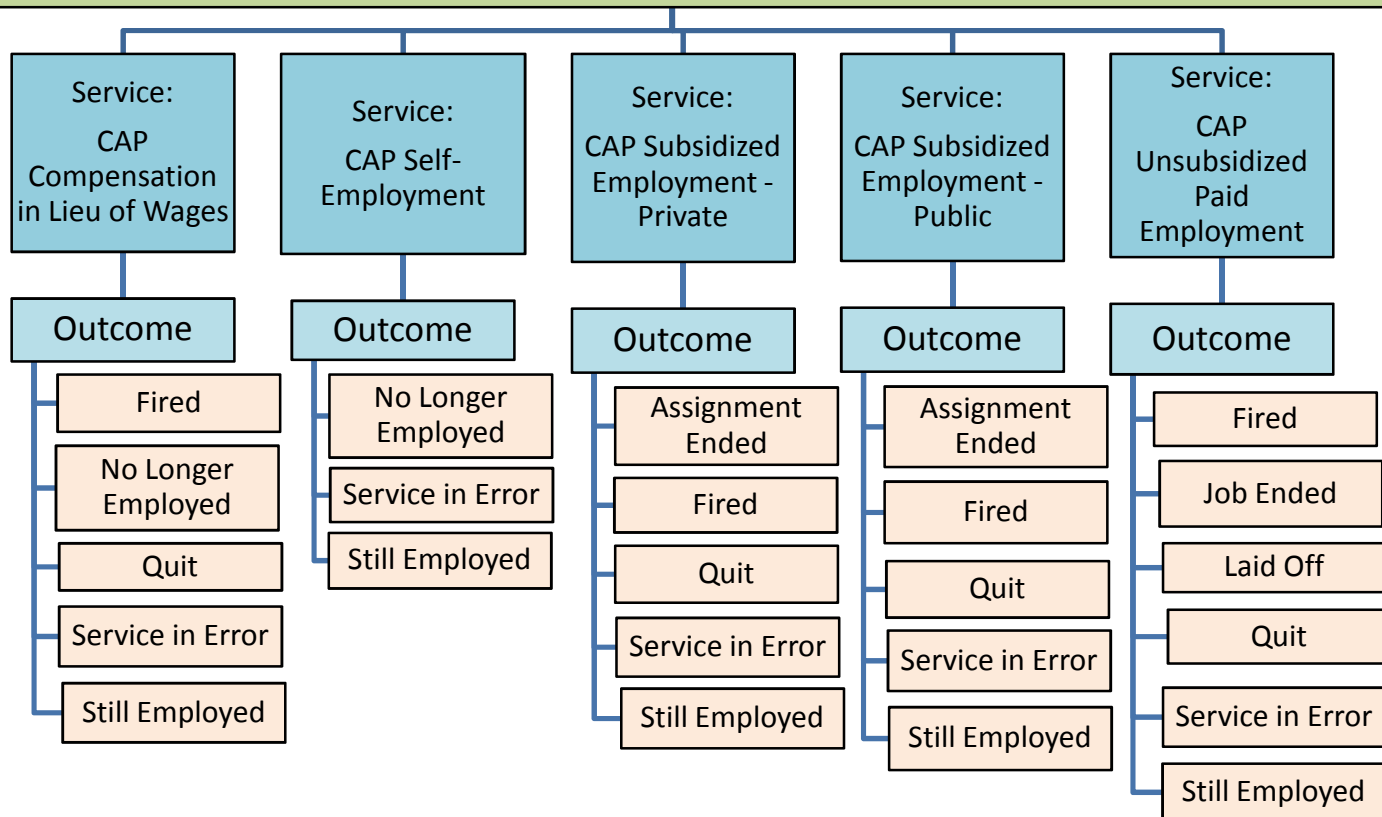 Service:
CAP
Compensation
in Lieu of Wages
Service:
CAP Self-
Employment
Service:
CAP Subsidized
Employment -
Private
Service:
CAP Subsidized
Employment -
Public
Service:
CAP
Unsubsidized
Paid
Employment
Outcome
Fired
No Longer
Employed
Quit
Service in Error
Still Employed
Outcome
No Longer
Employed
Service in Error
Still Employed
Outcome
Assignment
Ended
Fired
Quit
Service in Error
Still Employed
Outcome
Assignment
Ended
Fired
Quit
Service in Error
Still Employed
Outcome
Fired
Job Ended
Laid Off
Quit
Service in Error
Still Employed